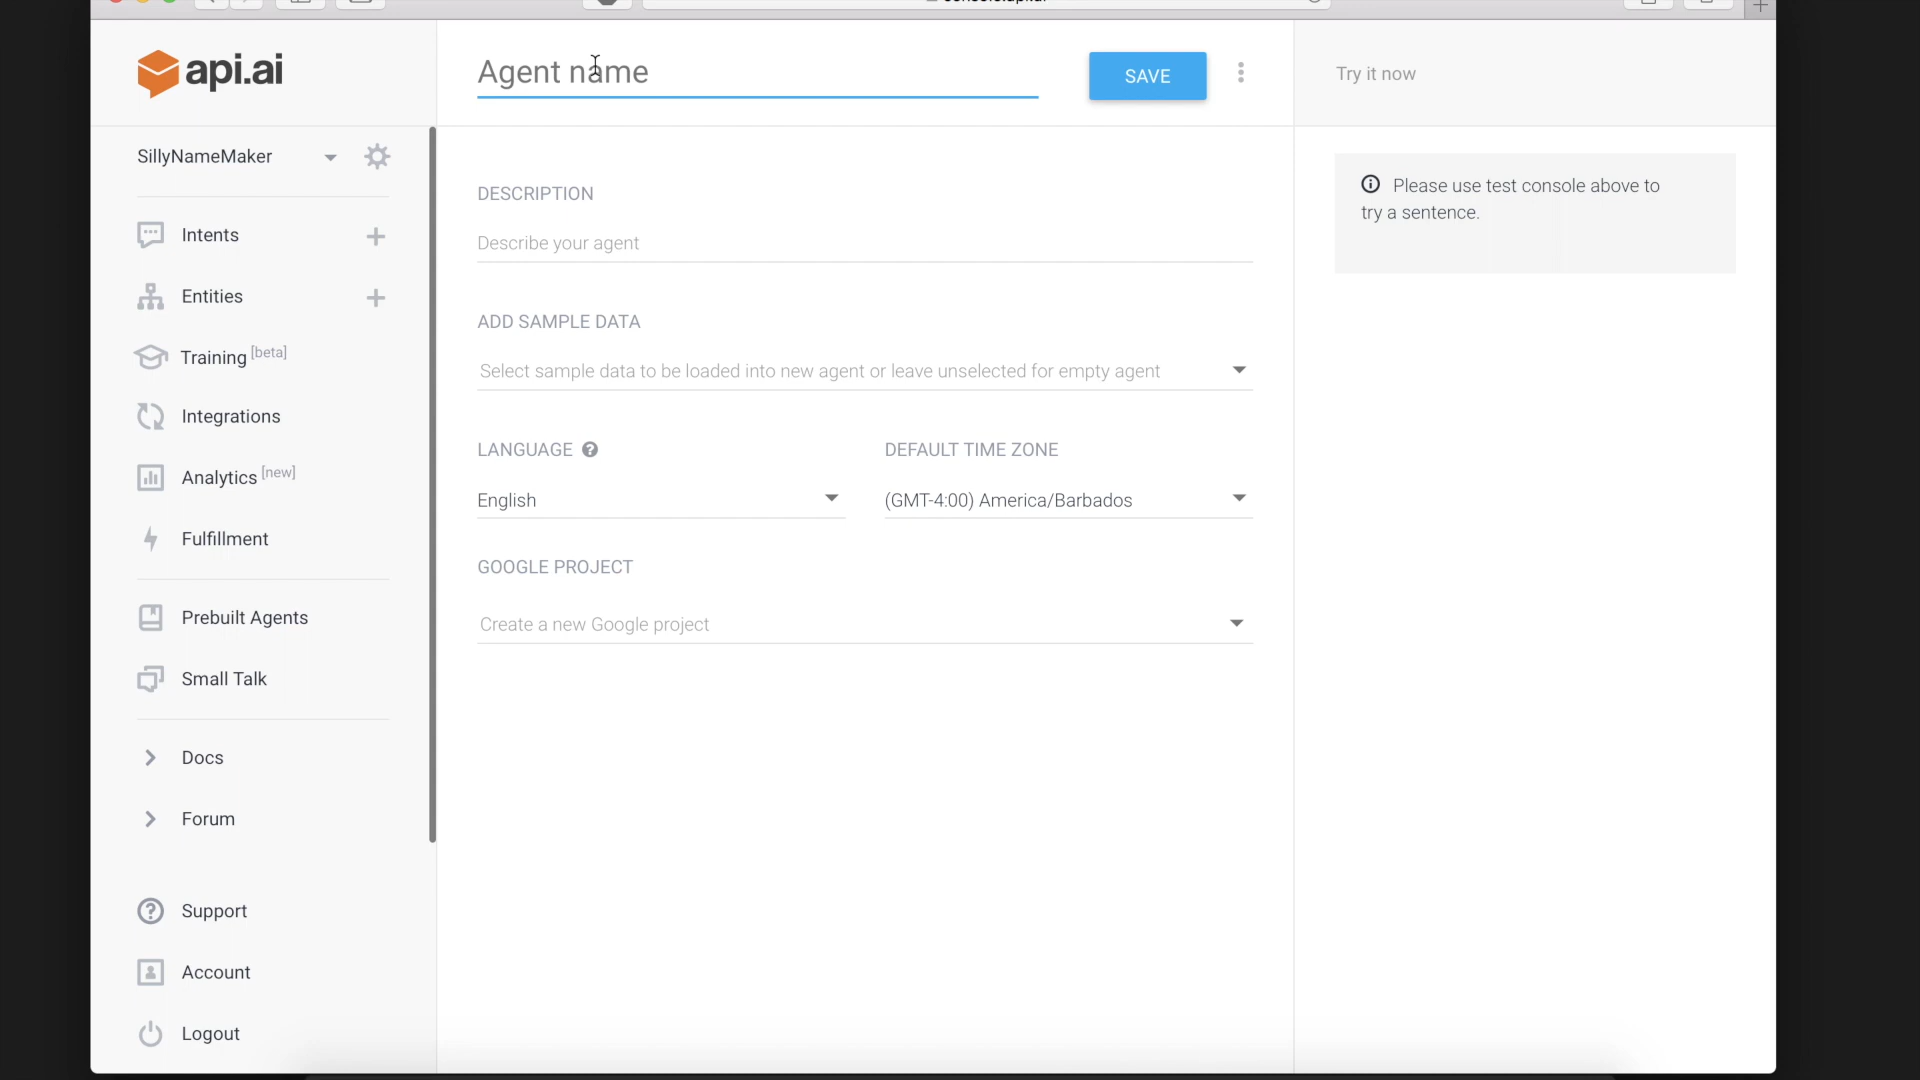 api.ai
Agent name
SAVE
Try it now
SillyNameMaker
Intents
Entities
Training [beta]
Integrations
Analytics [new]
Fulfillment
Prebuilt Agents
Small Talk
Docs
Forum
Support
Account
Logout
DESCRIPTION
Describe your agent
ADD SAMPLE DATA
Select sample data to be loaded into new agent or leave unselected for empty agent
LANGUAGE
DEFAULT TIME ZONE
English
(GMT-4:00) America/Barbados
GOOGLE PROJECT
Create a new Google project
Please use test console above to
try a sentence.